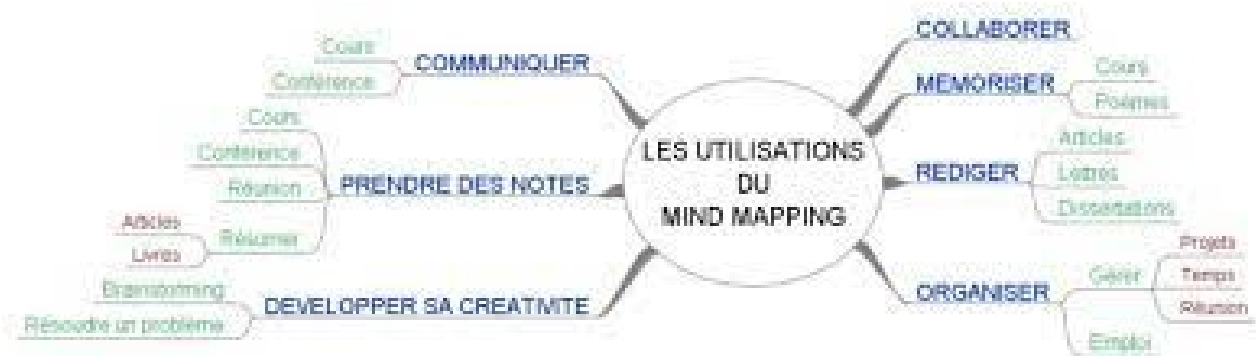 LES UTILISATIONS
DU
MIND MAPPING
COMMUNIQUER
Cours
Conférence
PRENDRE DES NOTES
Cours
Conférence
Réunion
Résumer
Articles
Livres
DEVELOPPER SA CREATIVITE
Brainstorming
Résoudre un problème
COLLABORER
MEMORISER
Cours
Poèmes
REDIGER
Articles
Lettres
Dissertations
ORGANISER
Gérer
Projets
Temps
Réunion
Emploi